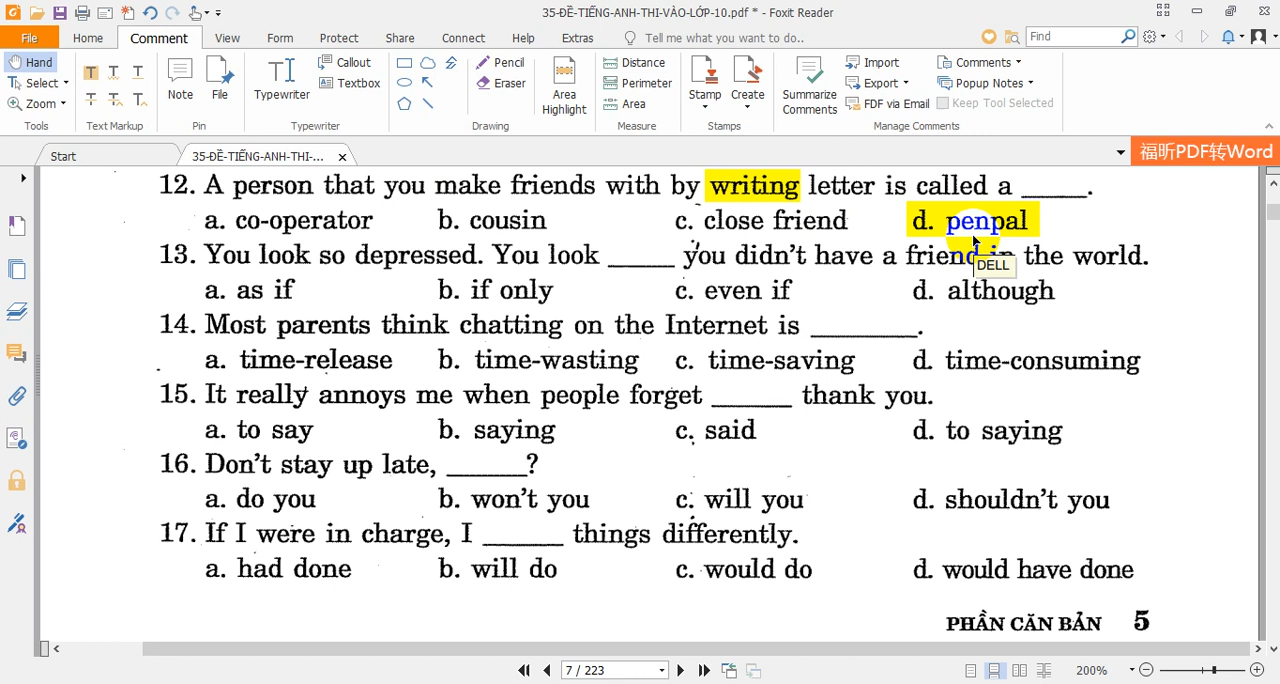 35-ĐỀ-TIẾNG-ANH-THI-VÀO-LỚP-10.pdf * - Foxit Reader
File Home Comment View Form Protect Share Connect Help Extras Tell me what you want to do.. Find
Hand
Select
Zoom
Tools
Text Markup
Note
File
Pin
Typewriter
Callout
Textbox
Typewriter
Pencil
Eraser
Drawing
Area Highlight
Distance
Perimeter
Area
Measure
Stamp
Create
Stamps
Summarize Comments
Import
Export
FDF via Email
Comments
Popup Notes
Keep Tool Selected
Manage Comments
Start 35-ĐỀ-TIẾNG-ANH-THI-... 福昕PDF转Word
12. A person that you make friends with by writing letter is called a _____.
a. co-operator b. cousin c. close friend d. penpal
13. You look so depressed. You look _____ you didn't have a friend in the world.
DELL
a. as if b. if only c. even if d. although
14. Most parents think chatting on the Internet is ________.
a. time-release b. time-wasting c. time-saving d. time-consuming
15. It really annoys me when people forget ______ thank you.
a. to say b. saying c. said d. to saying
16. Don't stay up late, ______?
a. do you b. won't you c. will you d. shouldn't you
17. If I were in charge, I ______ things differently.
a. had done b. will do c. would do d. would have done
PHẦN CĂN BẢN 5
7 / 223 200%